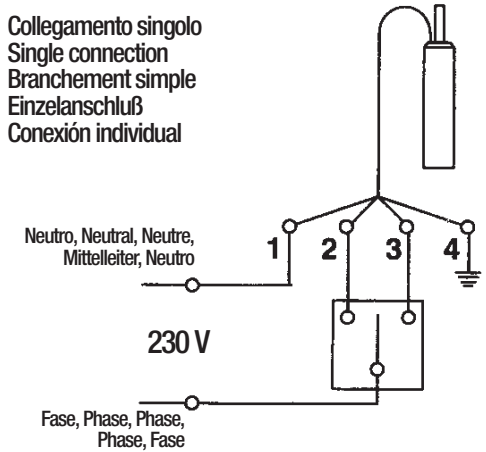 Collegamento singolo
Single connection
Branchement simple
Einzelanschluß
Conexión individual
1 2 3 4
Neutro, Neutral, Neutre,
Mittelleiter, Neutro
230 V
Fase, Phase, Phase,
Phase, Fase